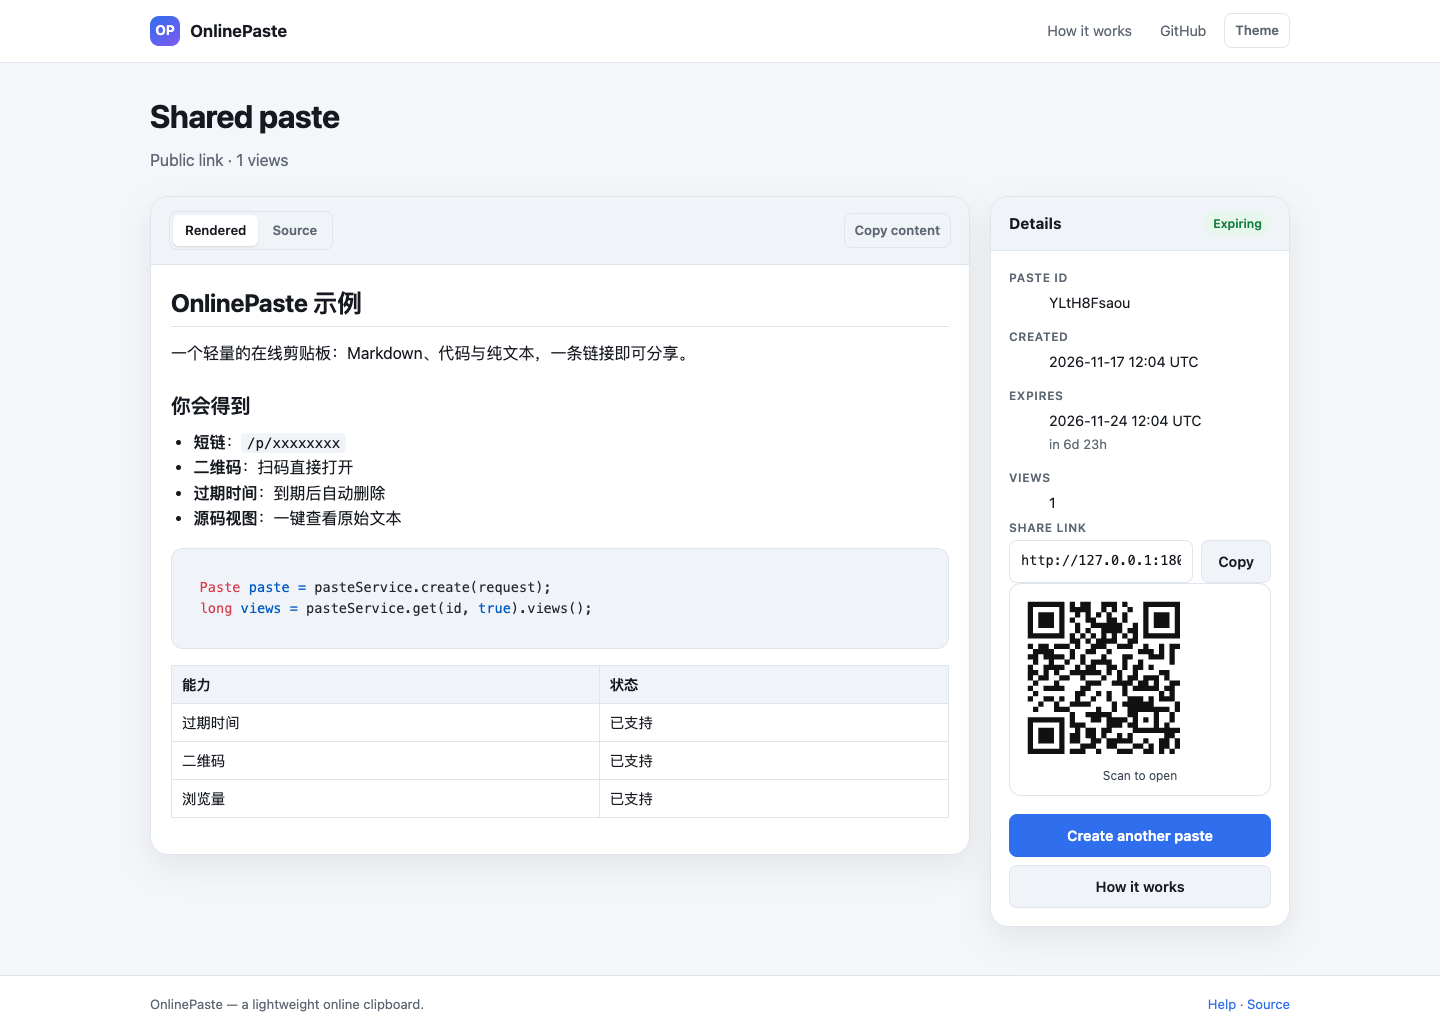 OP OnlinePaste
How it works GitHub Theme
Shared paste
Public link · 1 views
Rendered Source Copy content
OnlinePaste 示例
一个轻量的在线剪贴板：Markdown、代码与纯文本，一条链接即可分享。
你会得到
• 短链： /p/xxxxxxxx
• 二维码：扫码直接打开
• 过期时间：到期后自动删除
• 源码视图：一键查看原始文本
Paste paste = pasteService.create(request);
long views = pasteService.get(id, true).views();
能力 状态
过期时间 已支持
二维码 已支持
浏览量 已支持
Details Expiring
PASTE ID
YLtH8Fsaou
CREATED
2026-11-17 12:04 UTC
EXPIRES
2026-11-24 12:04 UTC
in 6d 23h
VIEWS
1
SHARE LINK
http://127.0.0.1:180 Copy
Scan to open
Create another paste
How it works
OnlinePaste — a lightweight online clipboard.
Help · Source